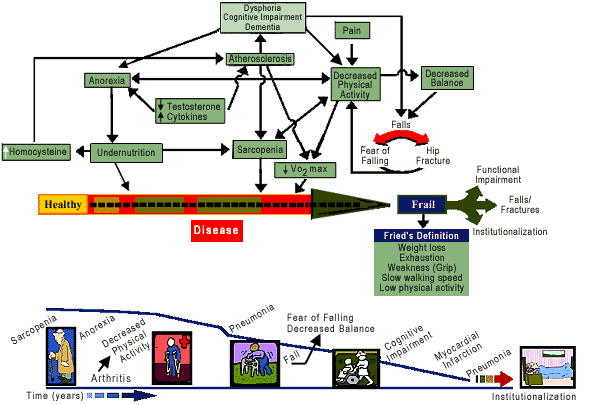 Dysphoria
Cognitive Impairment
Dementia
Pain
Atherosclerosis
Anorexia
Decreased
Physical
Activity
Decreased
Balance
Testosterone
Cytokines
Falls
Fear of
Falling
Hip
Fracture
Homocysteine
Undernutrition
Sarcopenia
Vo2 max
Functional
Impairment
Healthy
Frail
Falls/
Fractures
Institutionalization
Disease
Fried's Definition
Weight loss
Exhaustion
Weakness (Grip)
Slow walking speed
Low physical activity
Sarcopenia
Anorexia
Decreased
Physical
Activity
Arthritis
Pneumonia
Fear of Falling
Decreased Balance
Fall
Cognitive
Impairment
Myocardial
Infarction
Pneumonia
Time (years)
Institutionalization